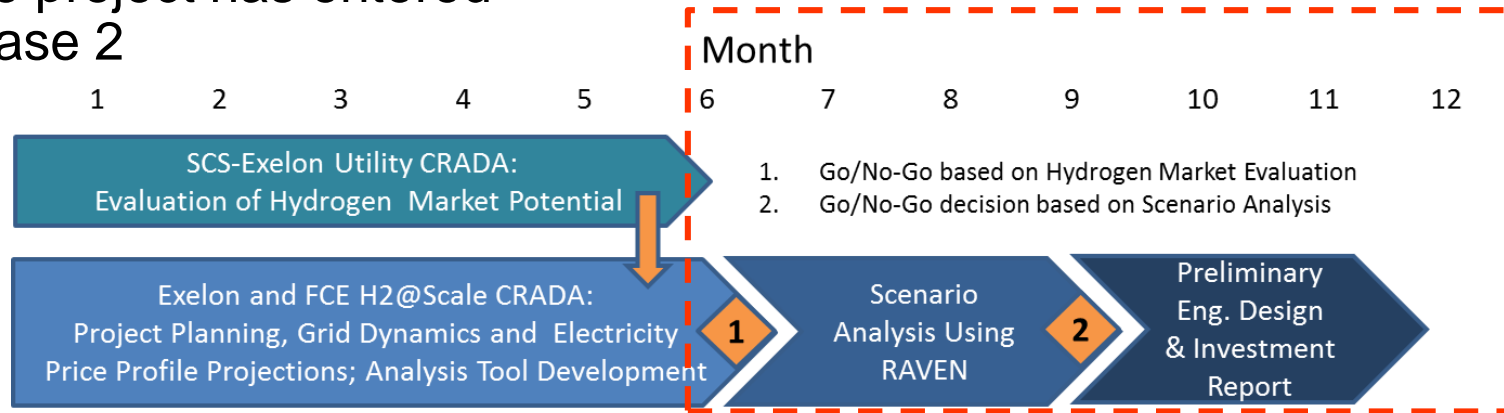 project has entered
ase 2
Month
1 2 3 4 5 6 7 8 9 10 11 12
SCS-Exelon Utility CRADA:
Evaluation of Hydrogen Market Potential
1. Go/No-Go based on Hydrogen Market Evaluation
2. Go/No-Go decision based on Scenario Analysis
Exelon and FCE H2@Scale CRADA:
Project Planning, Grid Dynamics and Electricity
Price Profile Projections; Analysis Tool Development
1
Scenario
Analysis Using
RAVEN
2
Preliminary
Eng. Design
& Investment
Report